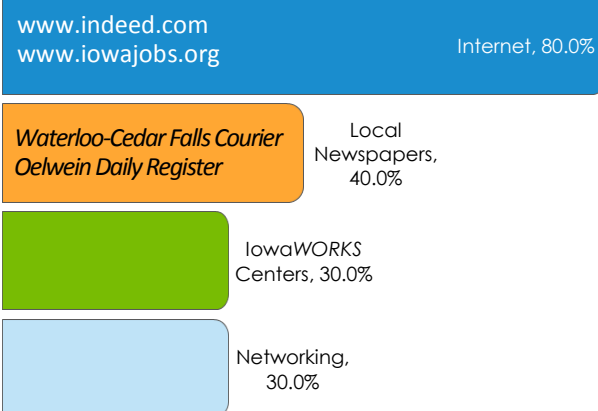 www.indeed.com
www.iowajobs.org
Internet, 80.0%
Waterloo-Cedar Falls Courier
Oelwein Daily Register
Local
Newspapers,
40.0%
IowaWORKS
Centers, 30.0%
Networking,
30.0%